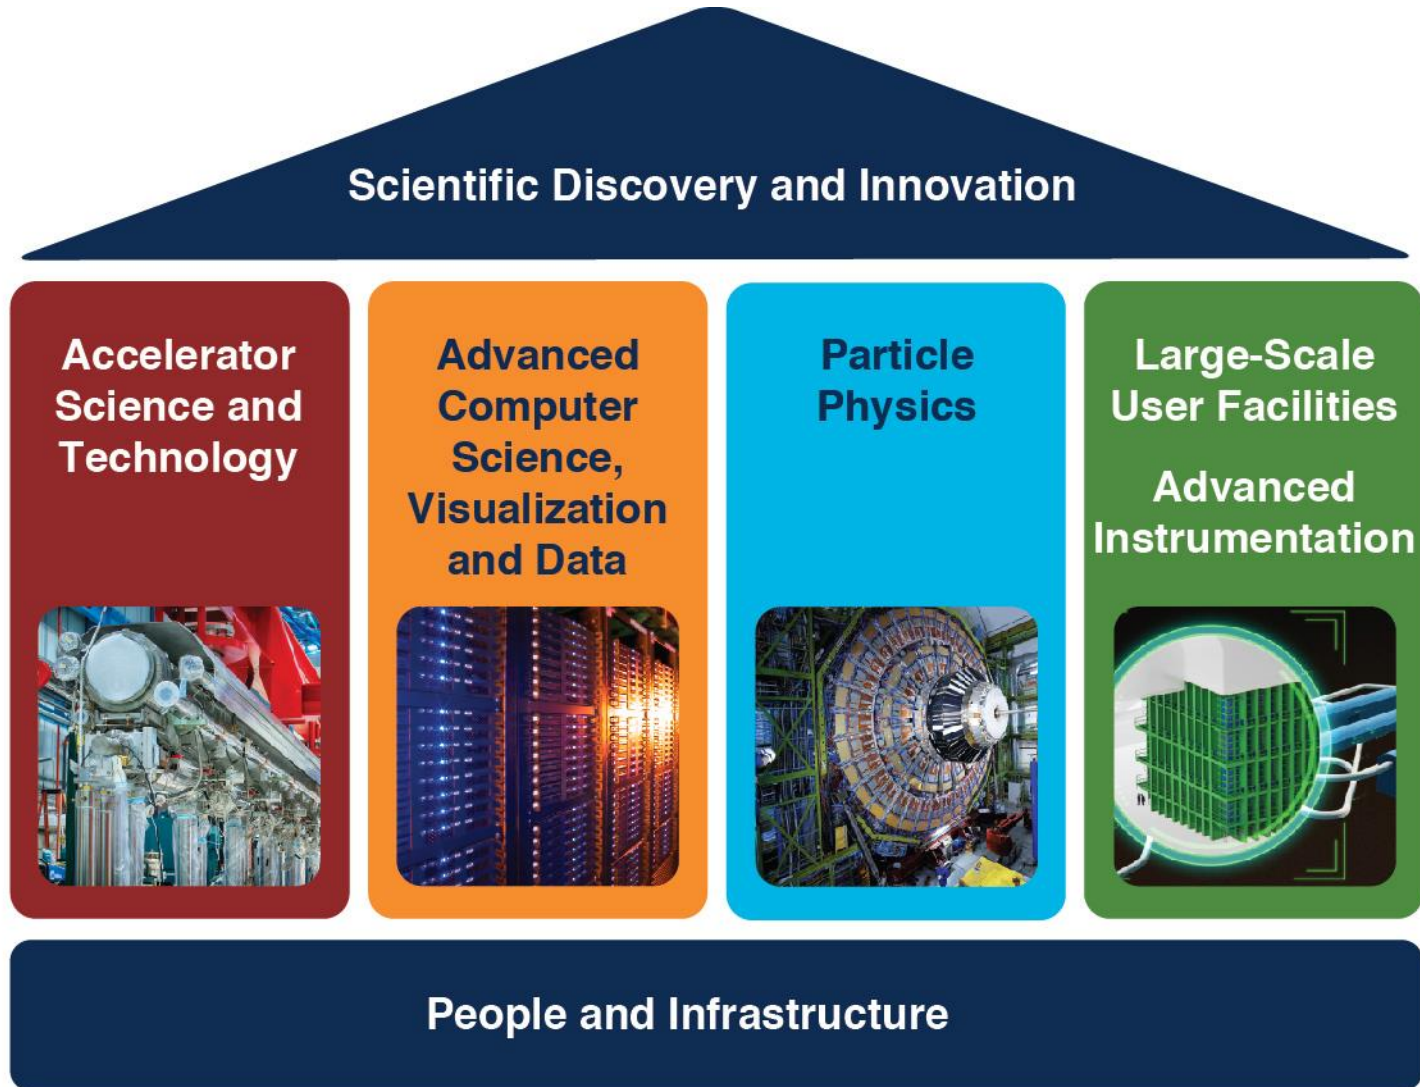 Scientific Discovery and Innovation
Accelerator
Science and
Technology
Advanced
Computer
Science,
Visualization
and Data
Particle
Physics
Large-Scale
User Facilities
Advanced
Instrumentation
People and Infrastructure